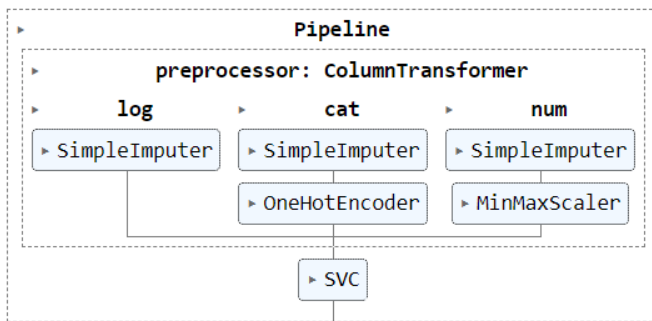 Pipeline
preprocessor: ColumnTransformer
log cat num
SimpleImputer SimpleImputer SimpleImputer
OneHotEncoder MinMaxScaler
SVC